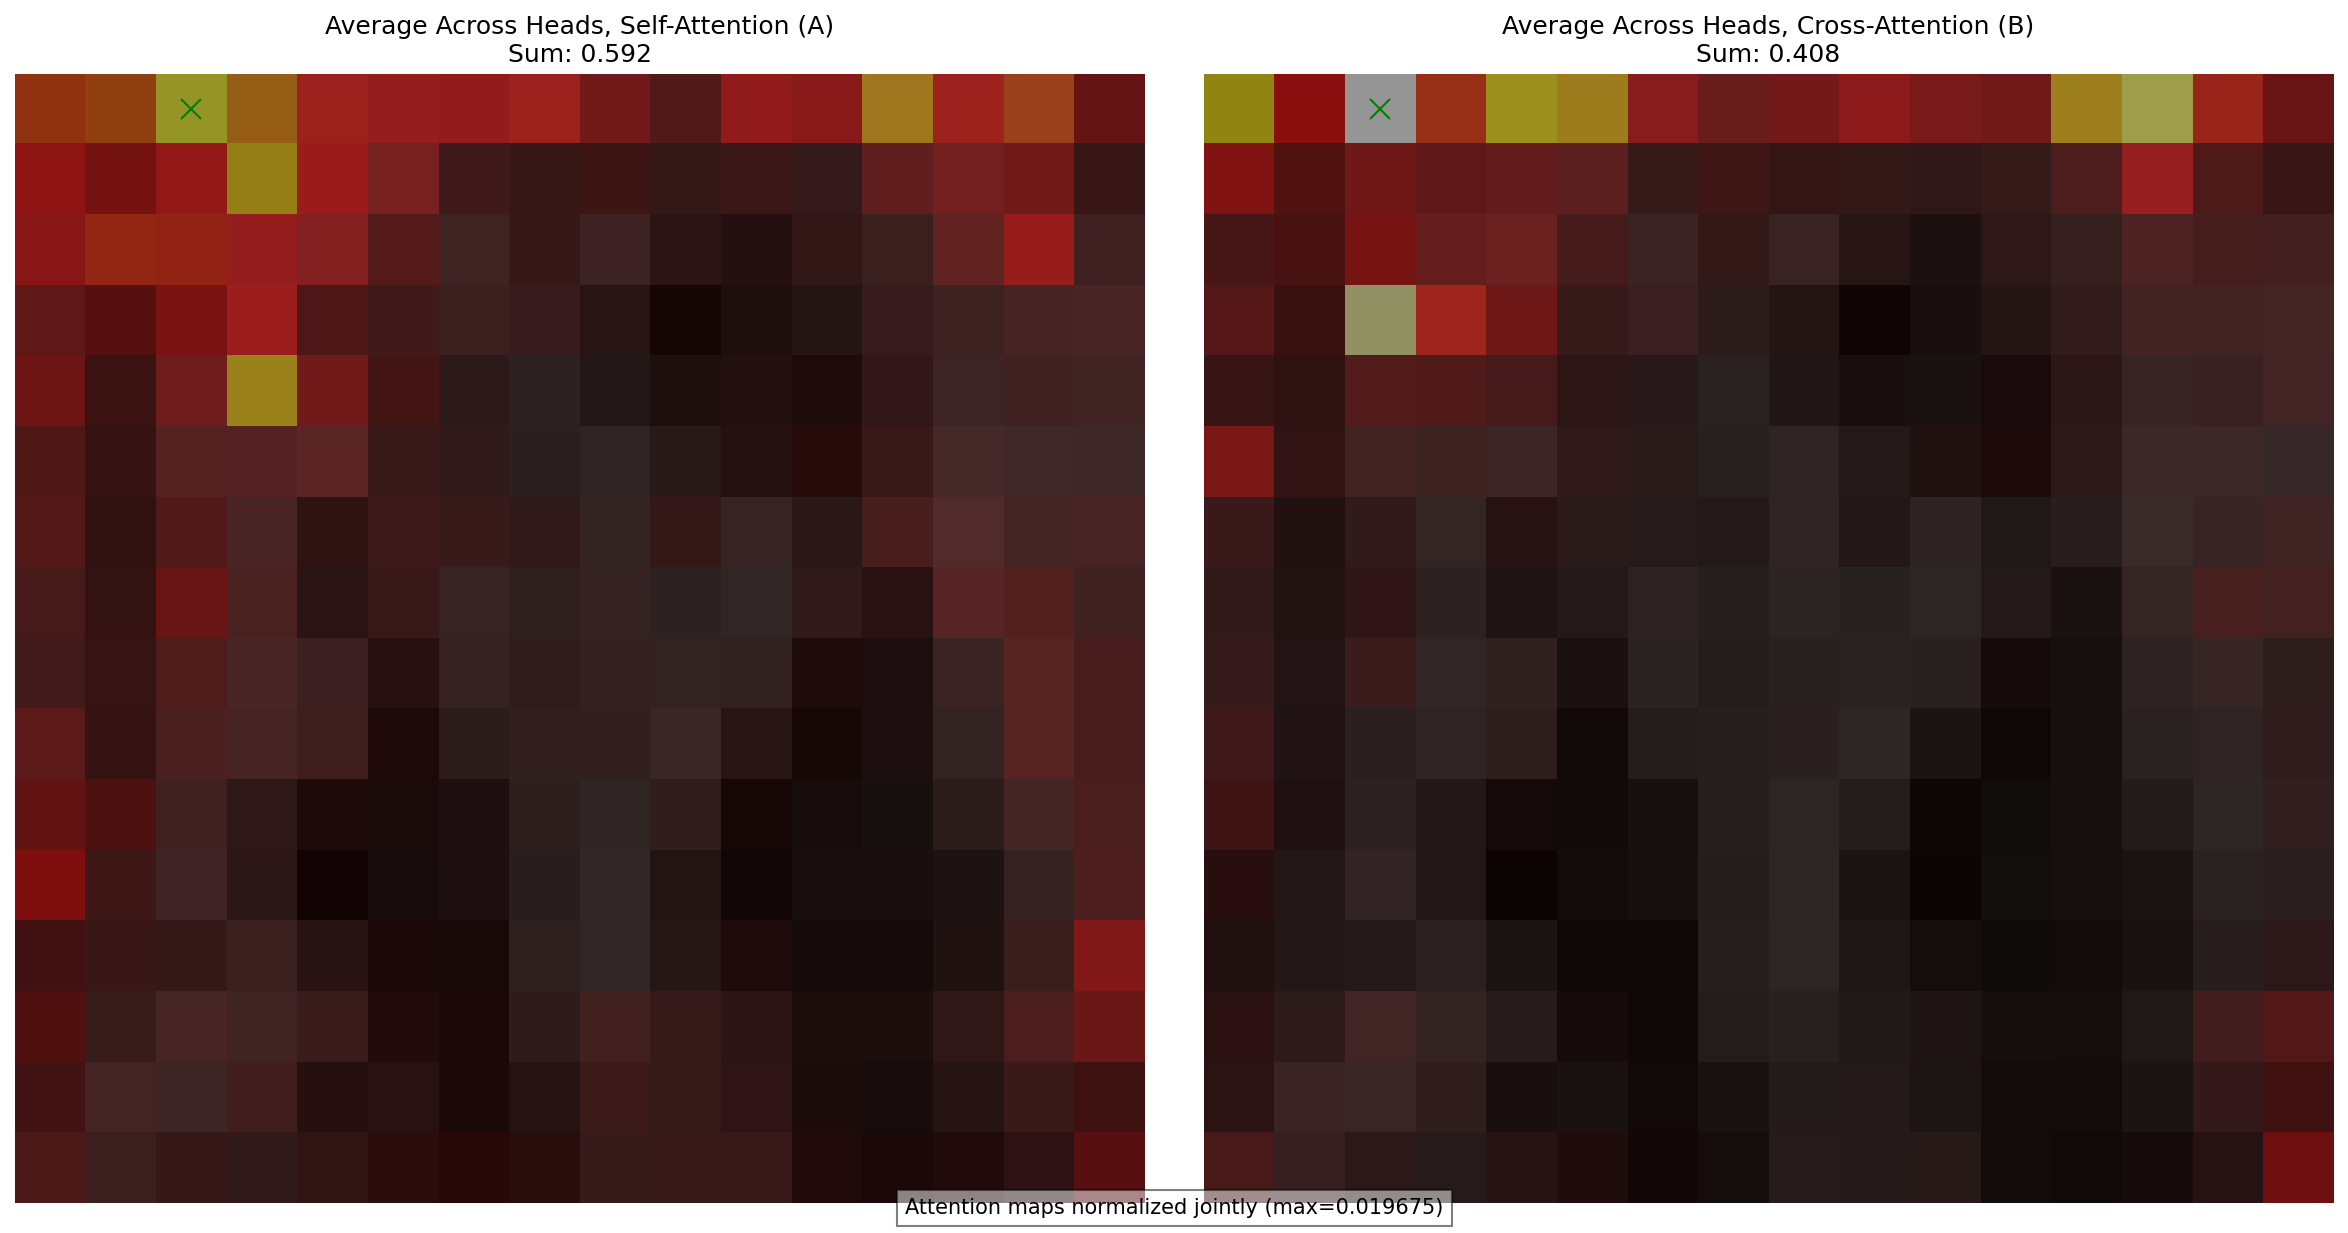 Average Across Heads, Self-Attention (A)
Sum: 0.592
Average Across Heads, Cross-Attention (B)
Sum: 0.408
Attention maps normalized jointly (max=0.019675)